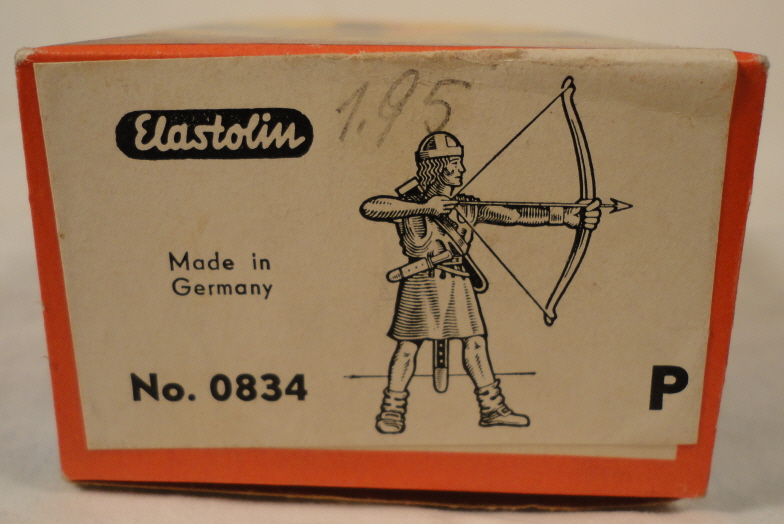 Elastolin
1.95
Made in
Germany
No. 0834
P